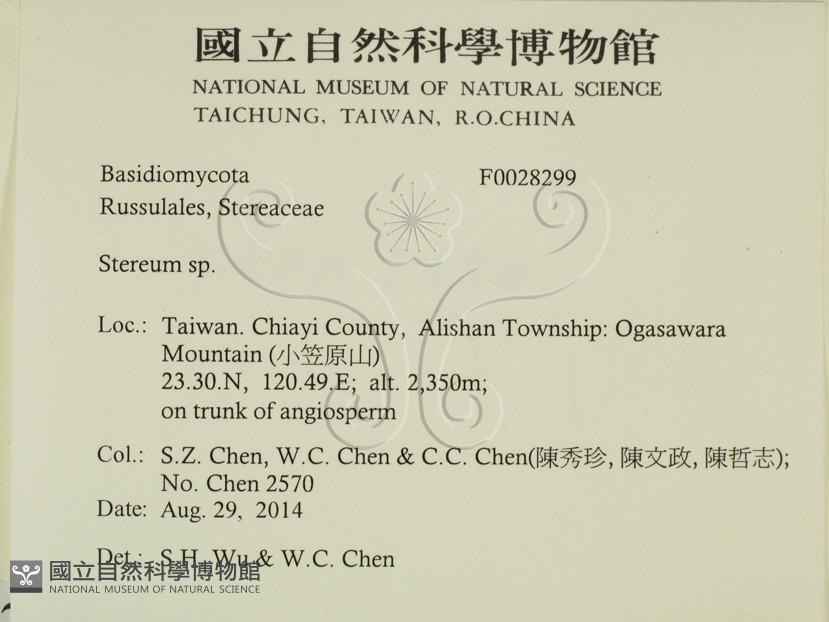 國立自然科學博物館
NATIONAL MUSEUM OF NATURAL SCIENCE
TAICHUNG, TAIWAN, R.O.CHINA
Basidiomycota F0028299
Russulales, Stereaceae
Stereum sp.
Loc.: Taiwan. Chiayi County, Alishan Township: Ogasawara
Mountain (小笠原山)
23.30.N, 120.49.E; alt. 2,350m;
on trunk of angiosperm
Col.: S.Z. Chen, W.C. Chen & C.C. Chen(陳秀珍, 陳文政, 陳哲志);
No. Chen 2570
Date: Aug. 29, 2014
Det.: S.H. Wu & W.C. Chen
國立自然科學博物館
NATIONAL MUSEUM OF NATURAL SCIENCE